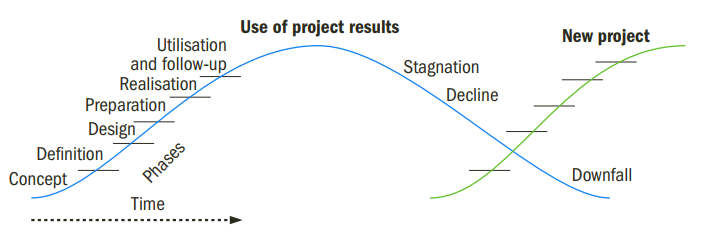 Use of project results
New project
Utilisation
and follow-up
Realisation
Preparation
Design
Definition
Concept
Phases
Time
Stagnation
Decline
Downfall